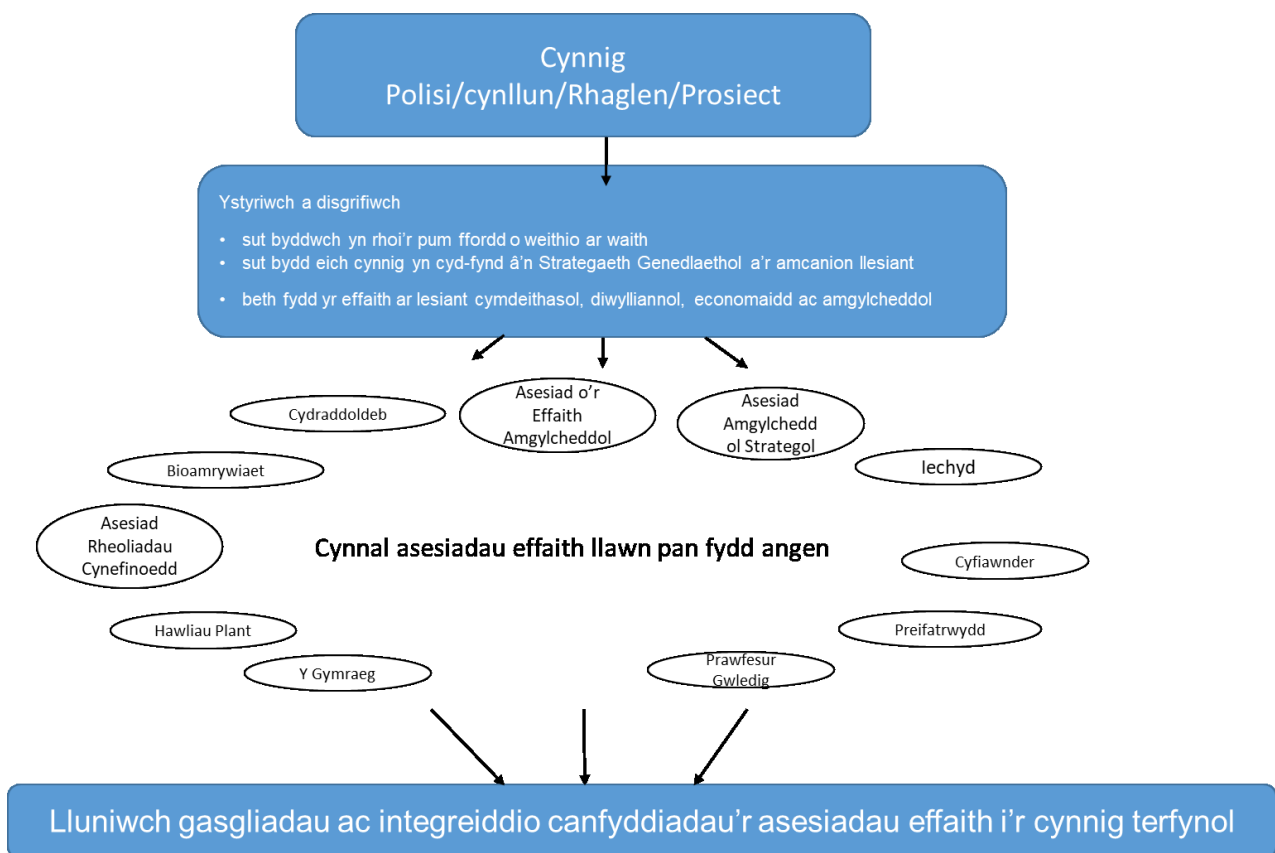 Cynnig
Polisi/cynllun/Rhaglen/Prosiect
Ystyriwch a disgrifiwch
• sut byddwch yn rhoi'r pum ffordd o weithio ar waith
• sut bydd eich cynnig yn cyd-fynd â'n Strategaeth Genedlaethol a'r amcanion llesiant
• beth fydd yr effaith ar lesiant cymdeithasol, diwylliannol, economaidd ac amgylcheddol
Cydraddoldeb
Asesiad o'r
Effaith
Amgylcheddol
Asesiad
Amgylchedd
ol Strategol
Bioamrywiaet
Iechyd
Asesiad
Rheoliadau
Cynefinoedd
Cynnal asesiadau effaith llawn pan fydd angen
Cyfiawnder
Hawliau Plant
Preifatrwydd
Y Gymraeg
Prawfesur
Gwledig
Lluniwch gasgliadau ac integreiddio canfyddiadau'r asesiadau effaith i'r cynnig terfynol